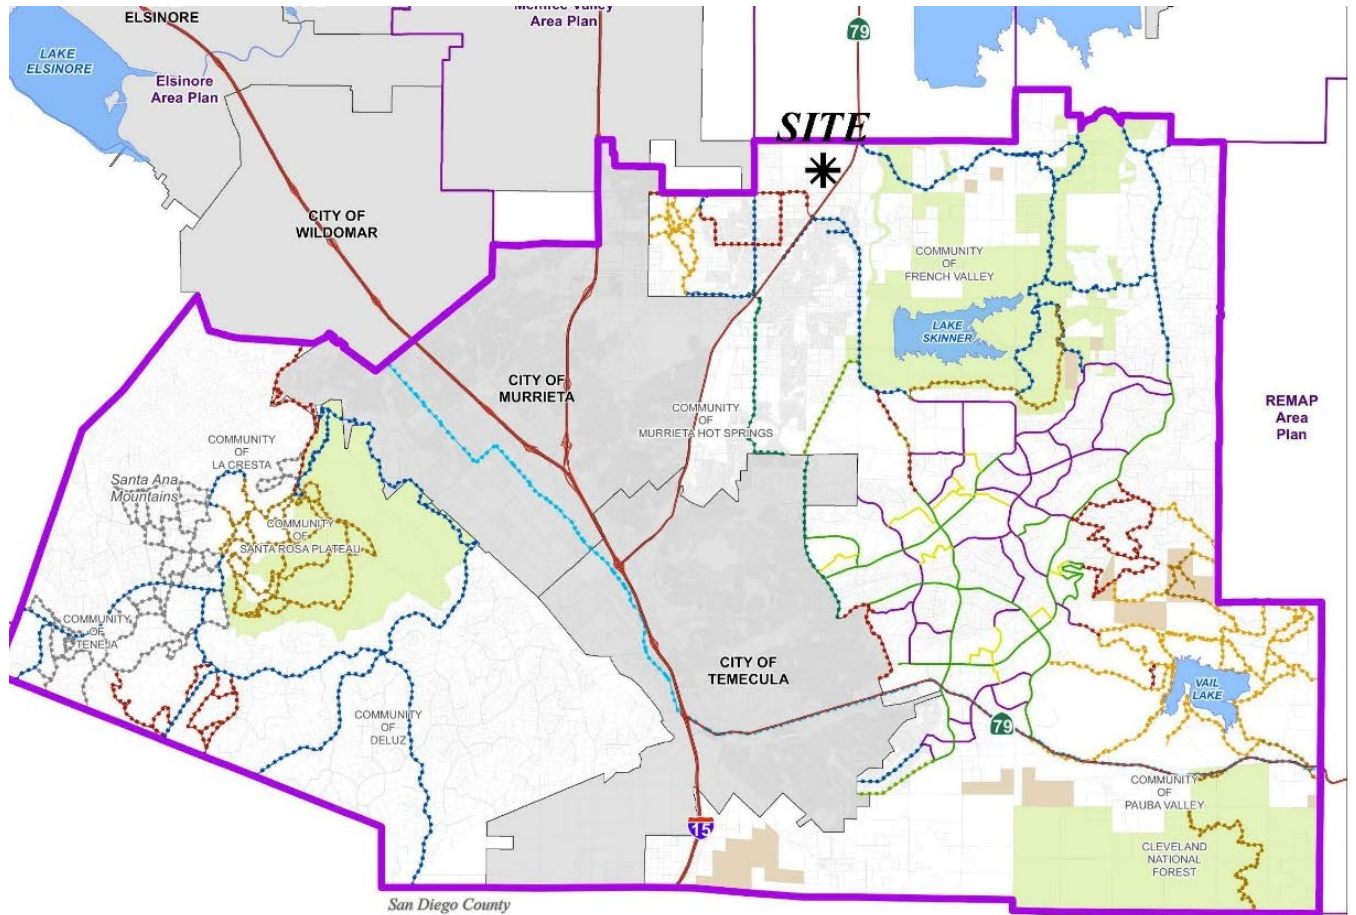 ELSINORE
Menifee Valley
Area Plan
79
LAKE
ELSINORE
Elsinore
Area Plan
SITE
CITY OF
WILDOMAR
COMMUNITY
OF
FRENCH VALLEY
LAKE
SKINNER
CITY OF
MURRIETA
COMMUNITY
OF
MURRIETA HOT SPRINGS
REMAP
Area
Plan
COMMUNITY
OF
LA CRESTA
Santa Ana
Mountains
COMMUNITY
OF
SANTA ROSA PLATEAU
COMMUNITY
OF
TENEJA
CITY OF
TEMECULA
VAIL
LAKE
COMMUNITY
OF
DELUZ
79
COMMUNITY
OF
PAUBA VALLEY
15
CLEVELAND
NATIONAL
FOREST
San Diego County